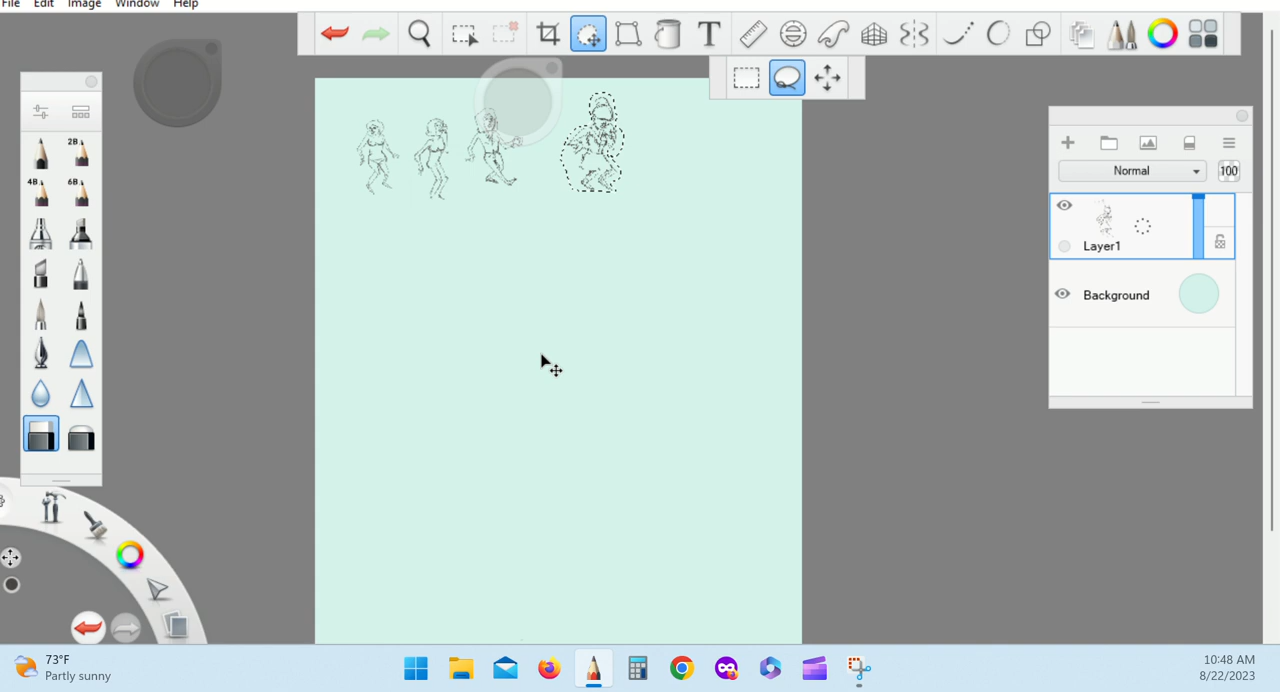 File Edit Image Window Help
T
2B
4B 6B
Normal 100
Layer1
Background
73°F
Partly sunny
10:48 AM
8/22/2023